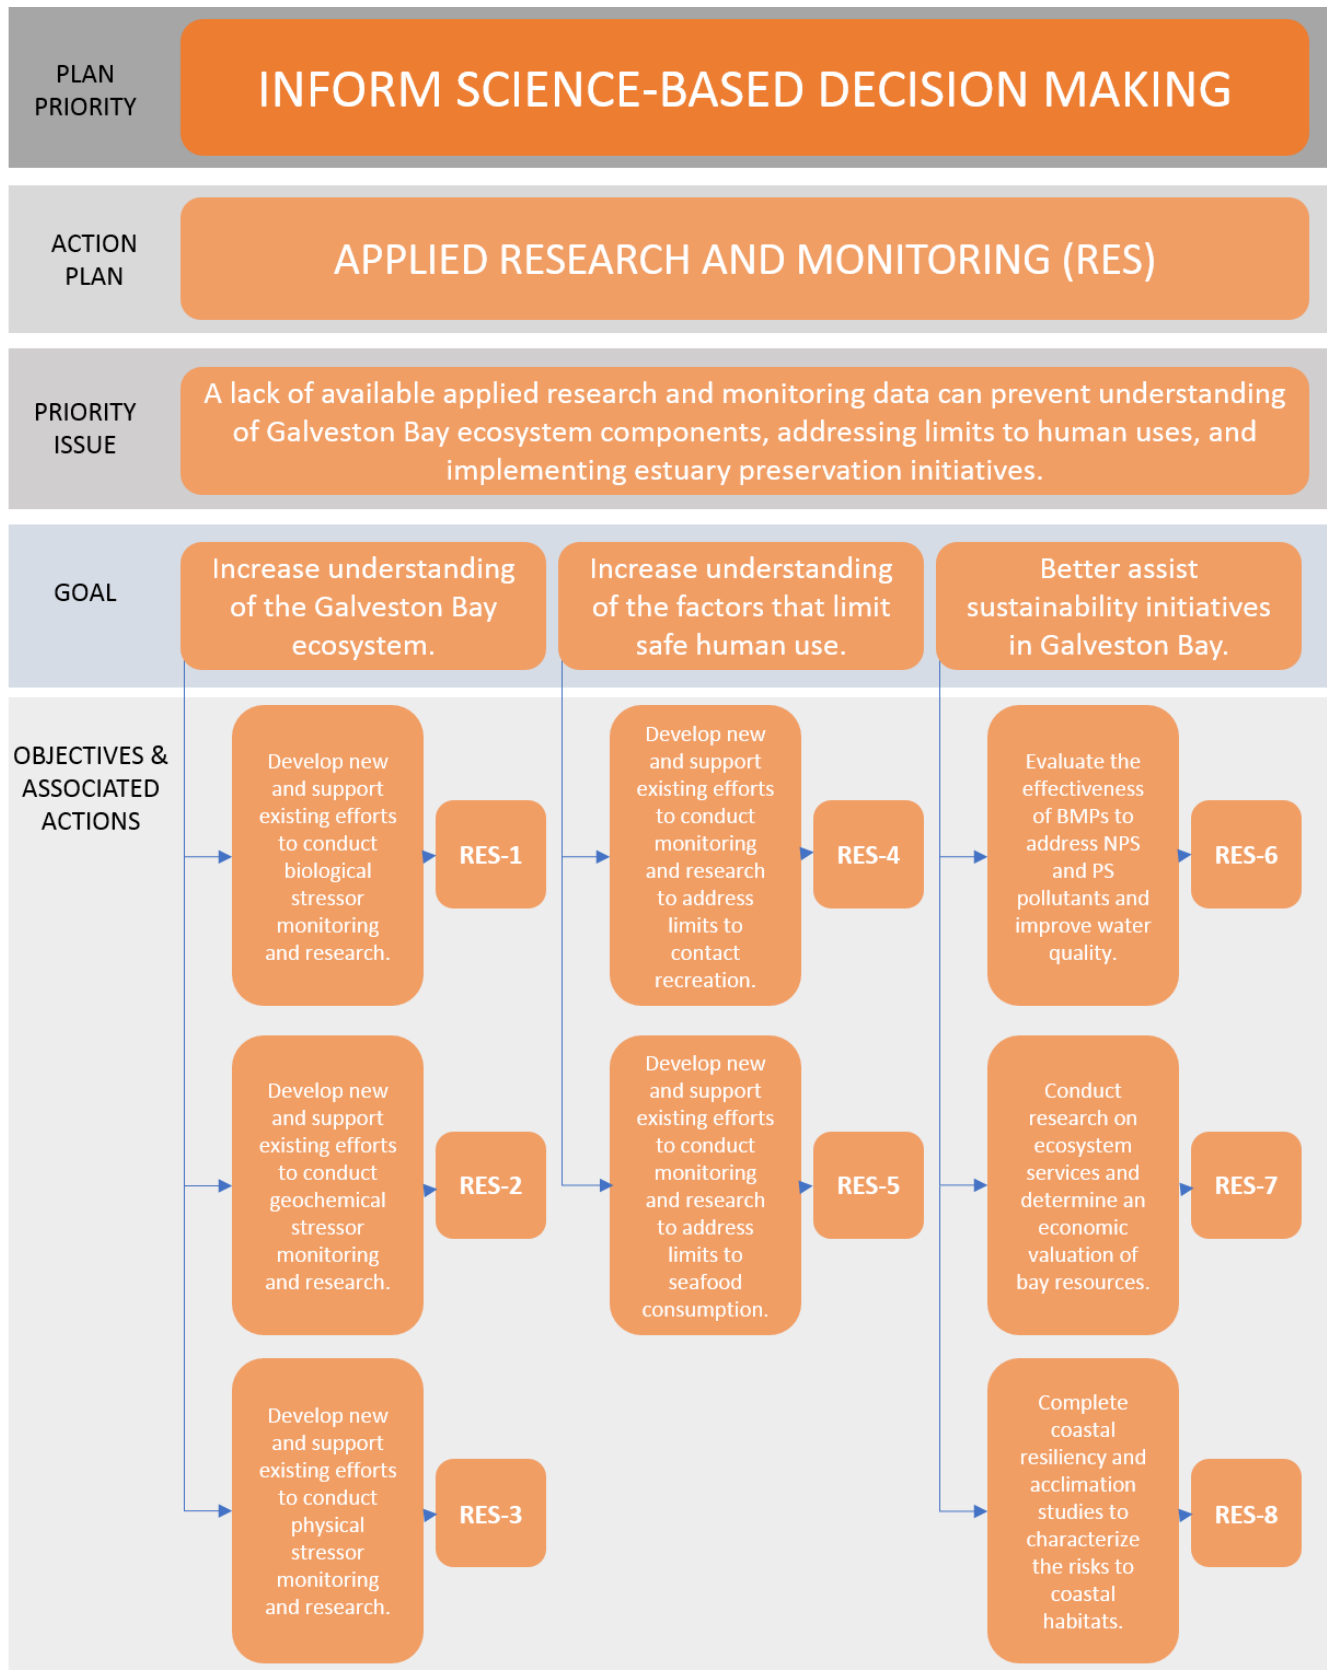 PLAN
PRIORITY
INFORM SCIENCE-BASED DECISION MAKING
ACTION
PLAN
APPLIED RESEARCH AND MONITORING (RES)
PRIORITY
ISSUE
A lack of available applied research and monitoring data can prevent understanding
of Galveston Bay ecosystem components, addressing limits to human uses, and
implementing estuary preservation initiatives.
GOAL
Increase understanding
of the Galveston Bay
ecosystem.
Increase understanding
of the factors that limit
safe human use.
Better assist
sustainability initiatives
in Galveston Bay.
OBJECTIVES &
ASSOCIATED
ACTIONS
Develop new
and support
existing efforts
to conduct
biological
stressor
monitoring
and research.
RES-1
Develop new
and support
existing efforts
to conduct
monitoring
and research
to address
limits to
contact
recreation.
RES-4
Evaluate the
effectiveness
of BMPs to
address NPS
and PS
pollutants and
improve water
quality.
RES-6
Develop new
and support
existing efforts
to conduct
geochemical
stressor
monitoring
and research.
RES-2
Develop new
and support
existing efforts
to conduct
monitoring
and research
to address
limits to
seafood
consumption.
RES-5
Conduct
research on
ecosystem
services and
determine an
economic
valuation of
bay resources.
RES-7
Develop new
and support
existing efforts
to conduct
physical
stressor
monitoring
and research.
RES-3
Complete
coastal
resiliency and
acclimation
studies to
characterize
the risks to
coastal
habitats.
RES-8